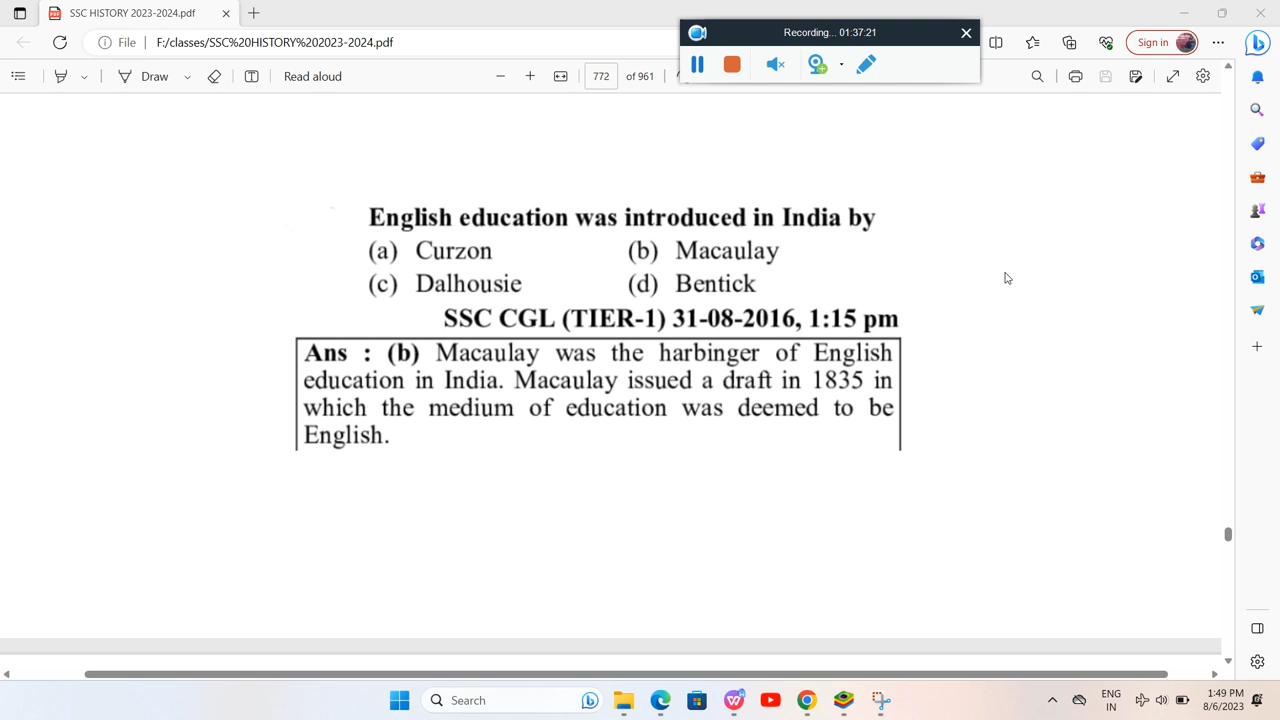 SSC HISTORY 2023-2024.pdf
Recording... 01:37:21
File F:/classes/SSC%20HISTORY%202023-2024.pdf
Sign in
Draw
Read aloud
772 of 961
English education was introduced in India by
(a) Curzon (b) Macaulay
(c) Dalhousie (d) Bentick
SSC CGL (TIER-1) 31-08-2016, 1:15 pm
Ans : (b) Macaulay was the harbinger of English
education in India. Macaulay issued a draft in 1835 in
which the medium of education was deemed to be
English.
Search
ENG
IN
1:49 PM
8/6/2023